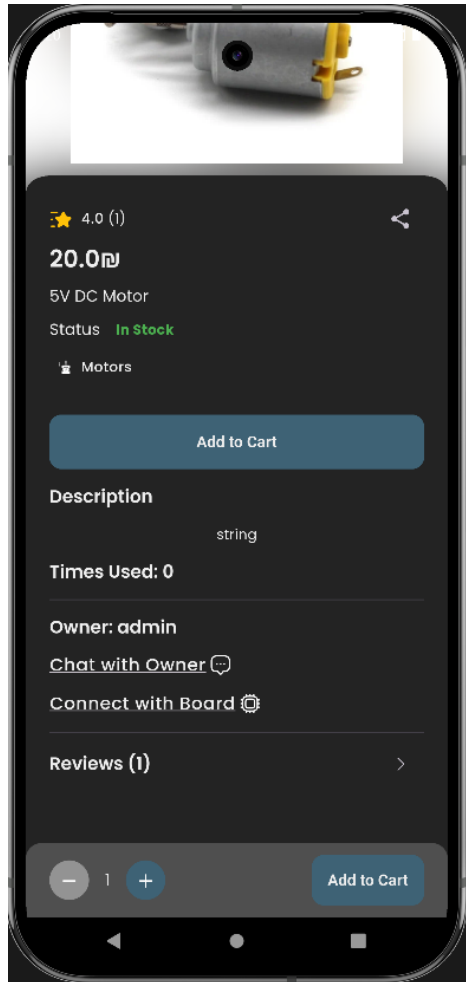 4.0 (1)
20.0₪
5V DC Motor
Status In Stock
Motors
Add to Cart
Description
string
Times Used: 0
Owner: admin
Chat with Owner
Connect with Board
Reviews (1)
1
Add to Cart